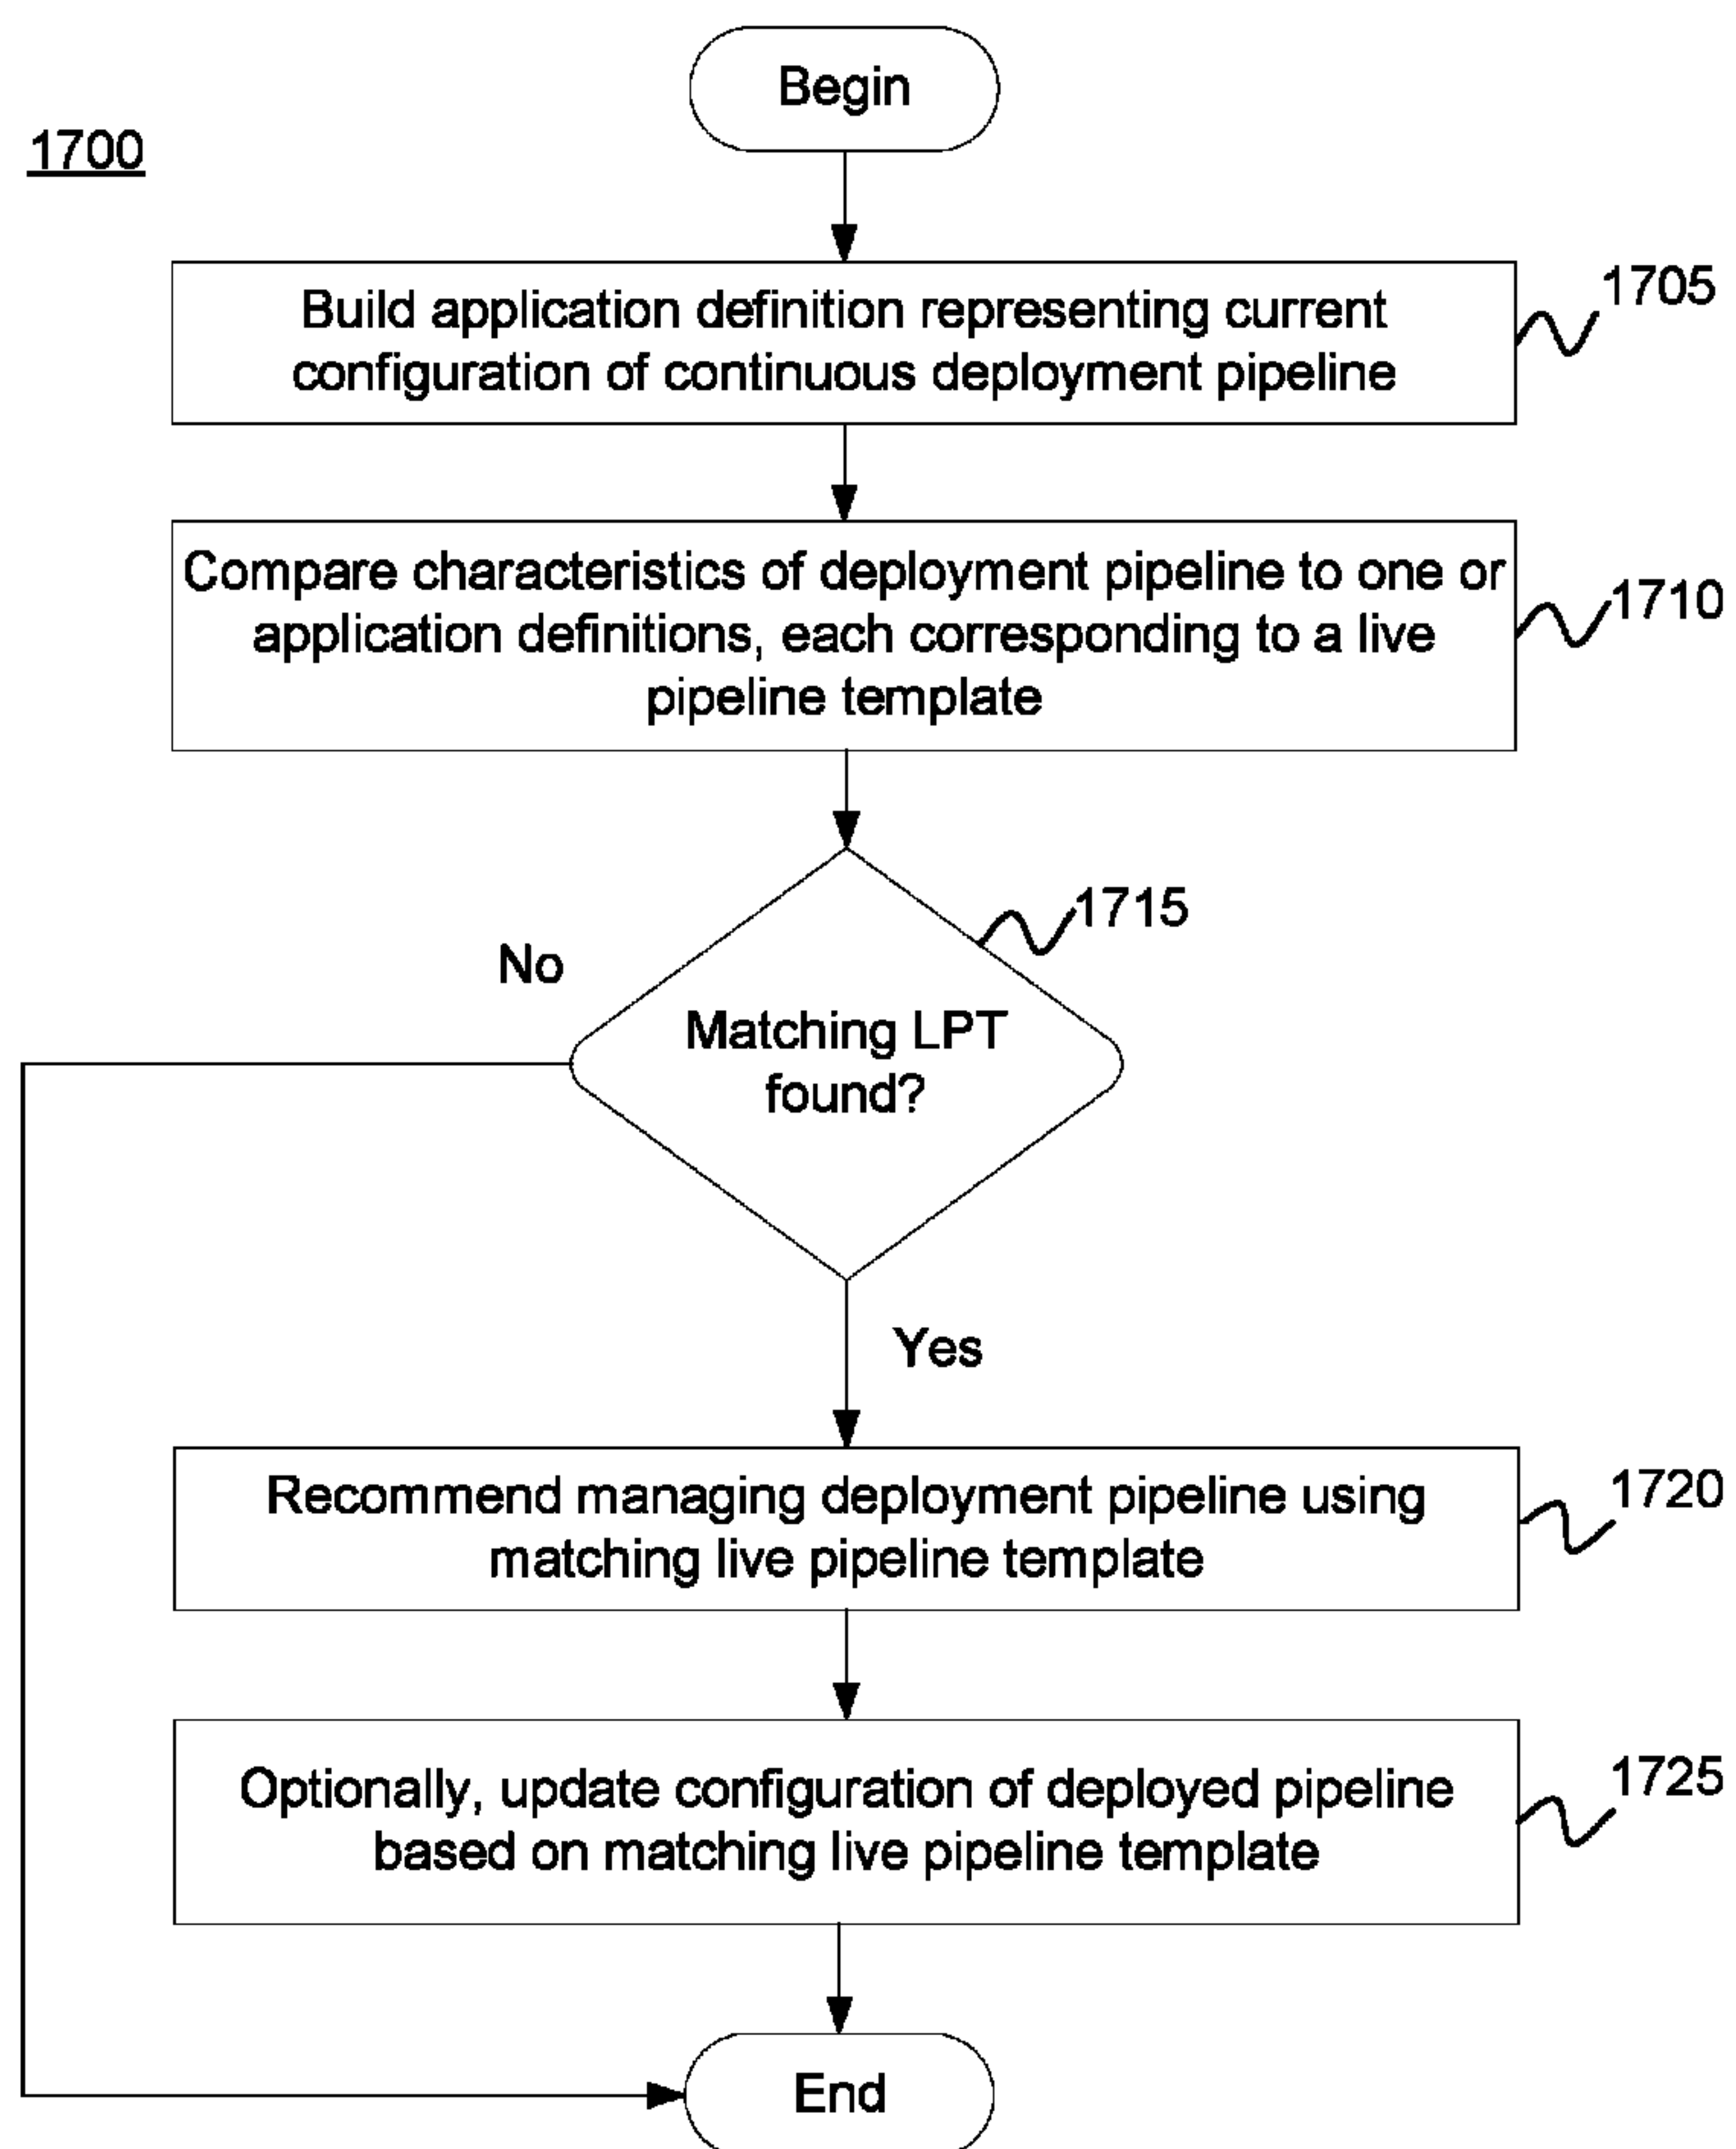 Begin
1700
Build application definition representing current
configuration of continuous deployment pipeline
1705
Compare characteristics of deployment pipeline to one or
application definitions, each corresponding to a live
pipeline template
1710
1715
No
Matching LPT
found?
Yes
Recommend managing deployment pipeline using
matching live pipeline template
1720
Optionally, update configuration of deployed pipeline
based on matching live pipeline template
1725
End